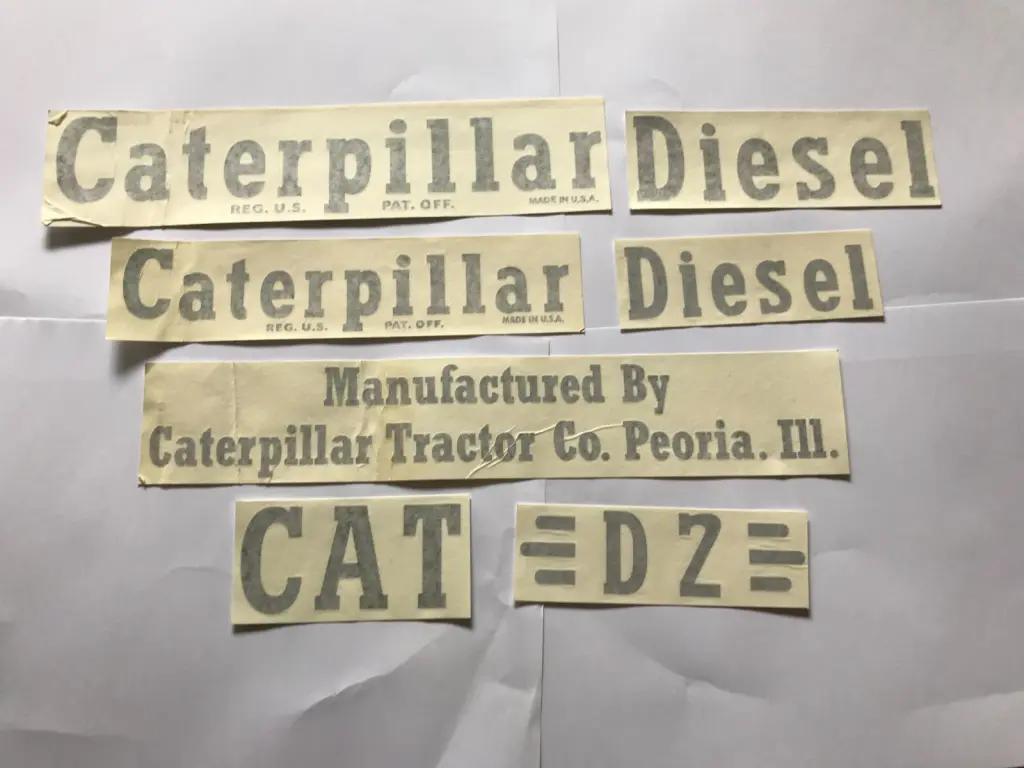 Caterpillar Diesel
REG. U.S. PAT. OFF. MADE IN U.S.A.
Caterpillar Diesel
REG. U.S. PAT. OFF. MADE IN U.S.A.
Manufactured By
Caterpillar Tractor Co. Peoria. Ill.
CAT D2